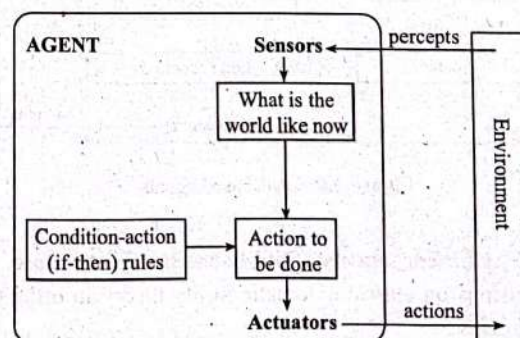 AGENT
Sensors
percepts
What is the
world like now
Environment
Condition-action
(if-then) rules
Action to
be done
Actuators
actions